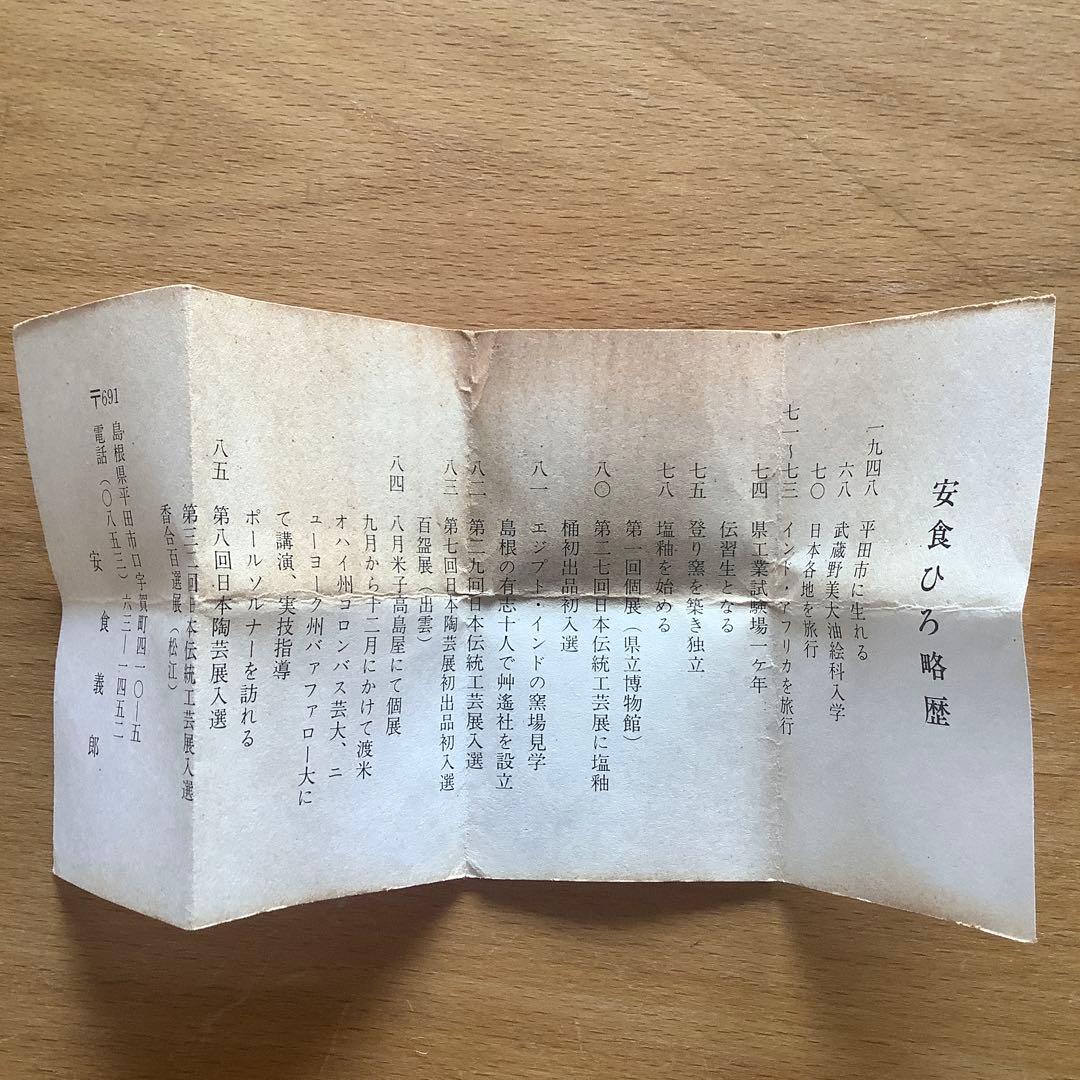 安食ひろ略歴
一九四八 平田市に生れる
六八 武蔵野美大油絵科入学
七〇 日本各地を旅行
七一~七三 インド・アフリカを旅行
七四 県工業試験場一ケ年
伝習生となる
七五 登り窯を築き独立
七八 塩釉を始める
第一回個展(県立博物館)
八〇 第二七回日本伝統工芸展に塩釉
桶初出品初入選
八一 エジプト・インドの窯場見学
島根の有志十人で艸遙社を設立
八二 第二九回日本伝統工芸展入選
八三 第七回日本陶芸展初出品初入選
百盌展(出雲)
八四 八月米子高島屋にて個展
九月から十二月にかけて渡米
オハイ州コロンバス芸大、ニ
ューヨーク州バァファロー大に
て講演、実技指導
ポールソルナーを訪れる
八五 第八回日本陶芸展入選
第三二回日本伝統工芸展入選
香合百選展(松江)
〒691 島根県平田市口宇賀町四一〇ー五
電話(〇八五三)六三ー一四五二
安食義郎